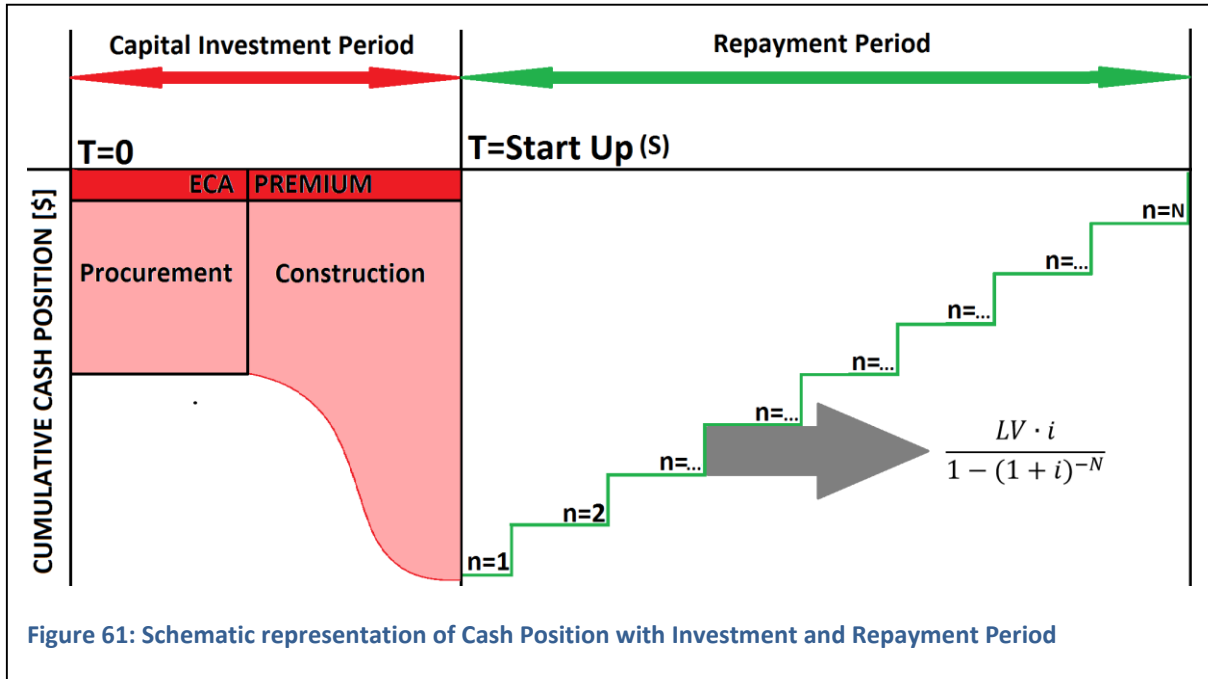 Capital Investment Period
Repayment Period
T=0
T=Start Up (S)
ECA PREMIUM
CUMULATIVE CASH POSITION [$]
Procurement
Construction
n=N
n=...
n=...
n=...
n=...
n=...
n=2
n=1
LV · i
1 − (1 + i)^−N
Figure 61: Schematic representation of Cash Position with Investment and Repayment Period